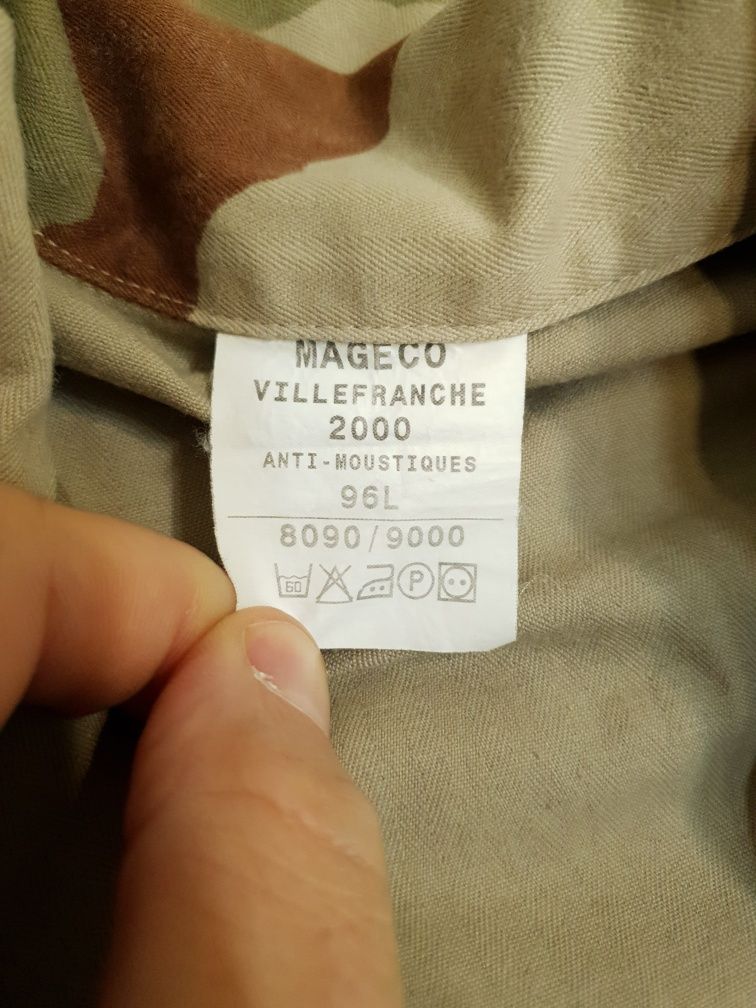 MAGECO
VILLEFRANCHE
2000
ANTI-MOUSTIQUES
96L
8090/9000
60 P